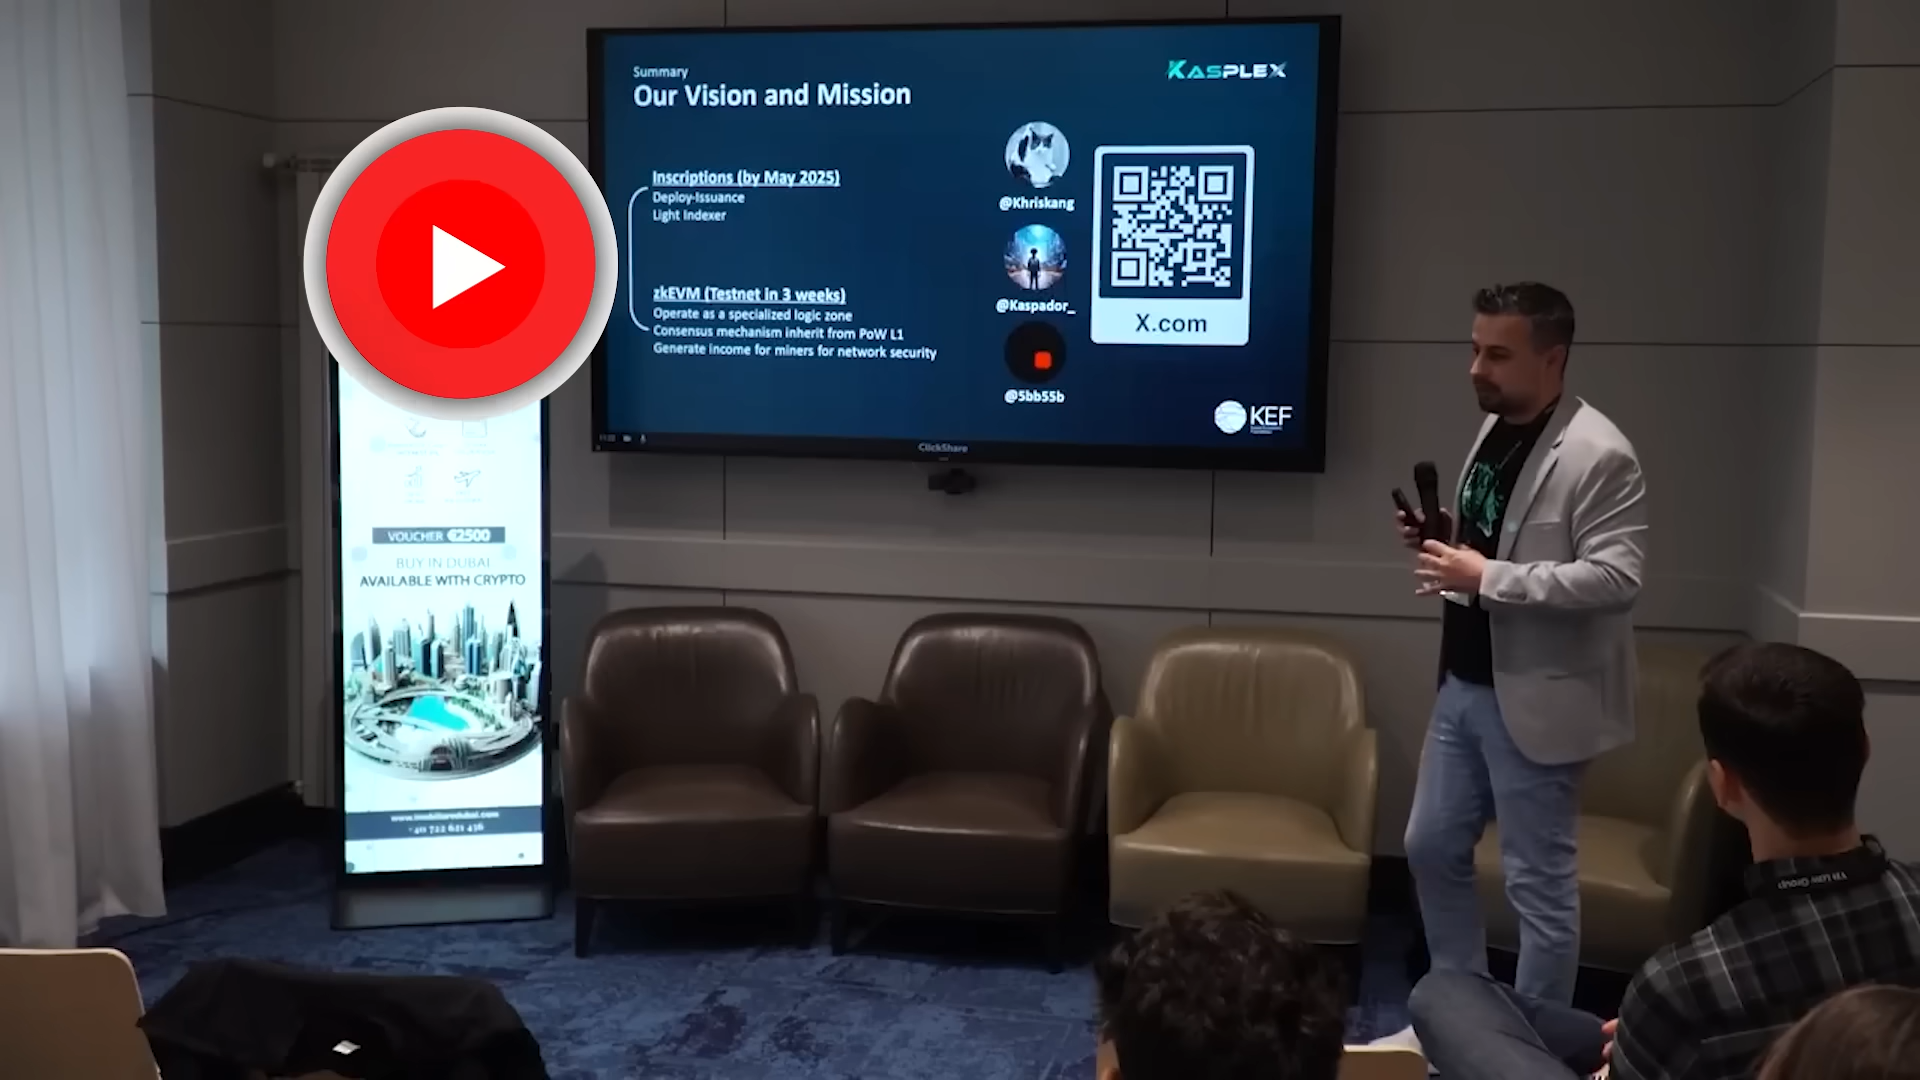 Summary
Our Vision and Mission
KASPLEX
Inscriptions (by May 2025)
Deploy-Issuance
Light Indexer
zkEVM (Testnet in 3 weeks)
Operate as a specialized logic zone
Consensus mechanism inherit from PoW L1
Generate income for miners for network security
@Khriskang
@Kaspador_
@5bb55b
X.com
KEF
ClickShare
VOUCHER €2500
BUY IN DUBAI
AVAILABLE WITH CRYPTO